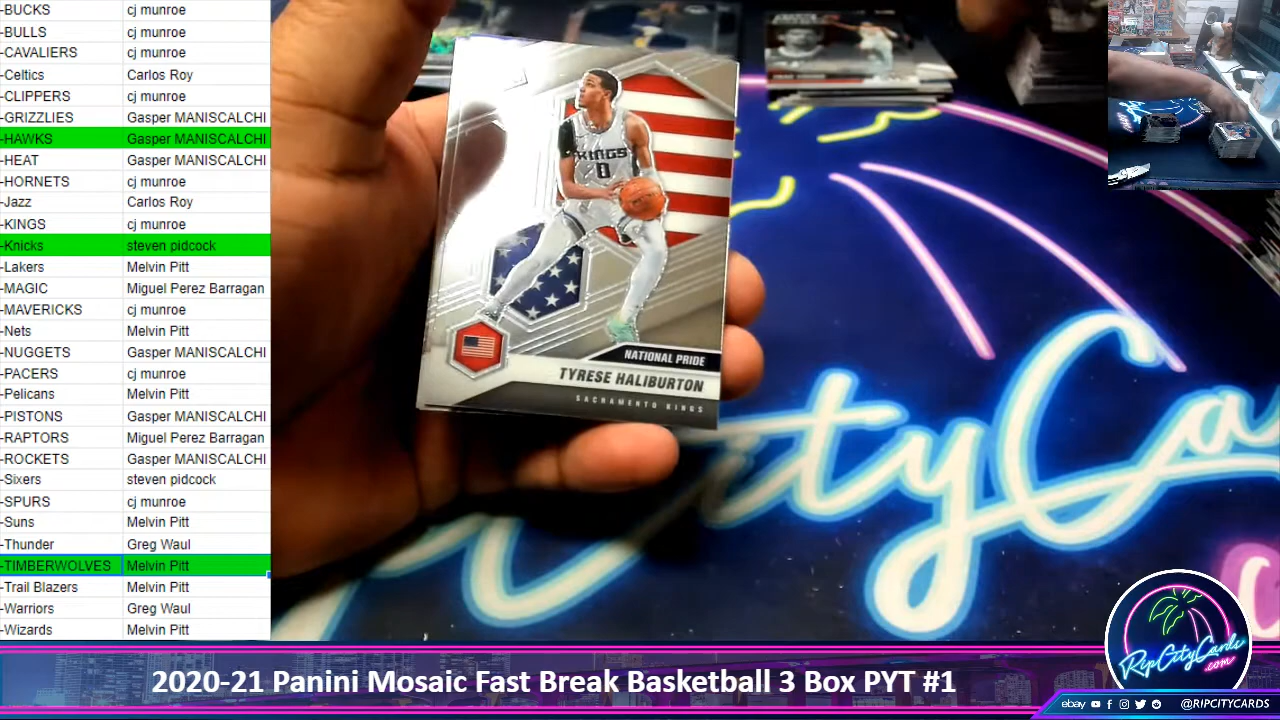 -BUCKS cj munroe
-BULLS cj munroe
-CAVALIERS cj munroe
-Celtics Carlos Roy
-CLIPPERS cj munroe
-GRIZZLIES Gasper MANISCALCHI
-HAWKS Gasper MANISCALCHI
-HEAT Gasper MANISCALCHI
-HORNETS cj munroe
-Jazz Carlos Roy
-KINGS cj munroe
-Knicks steven pidcock
-Lakers Melvin Pitt
-MAGIC Miguel Perez Barragan
-MAVERICKS cj munroe
-Nets Melvin Pitt
-NUGGETS Gasper MANISCALCHI
-PACERS cj munroe
-Pelicans Melvin Pitt
-PISTONS Gasper MANISCALCHI
-RAPTORS Miguel Perez Barragan
-ROCKETS Gasper MANISCALCHI
-Sixers steven pidcock
-SPURS cj munroe
-Suns Melvin Pitt
-Thunder Greg Waul
-TIMBERWOLVES Melvin Pitt
-Trail Blazers Melvin Pitt
-Warriors Greg Waul
-Wizards Melvin Pitt
KINGS
0
NATIONAL PRIDE
TYRESE HALIBURTON
SACRAMENTO KINGS
RipCityCards
.com
2020-21 Panini Mosaic Fast Break Basketball 3 Box PYT #1
ebay @RIPCITYCARDS